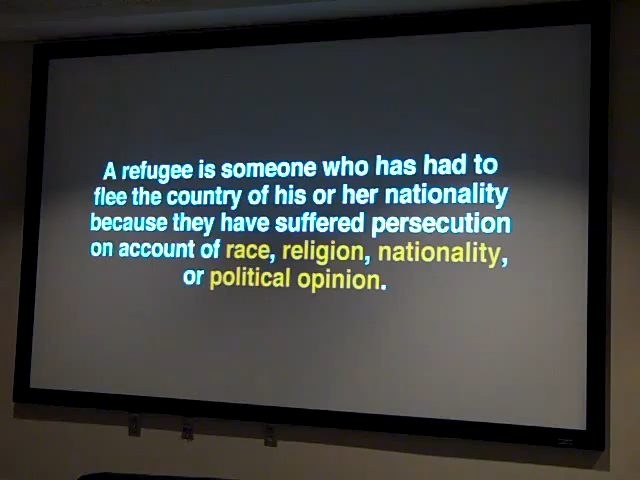 A refugee is someone who has had to
flee the country of his or her nationality
because they have suffered persecution
on account of race, religion, nationality,
or political opinion.